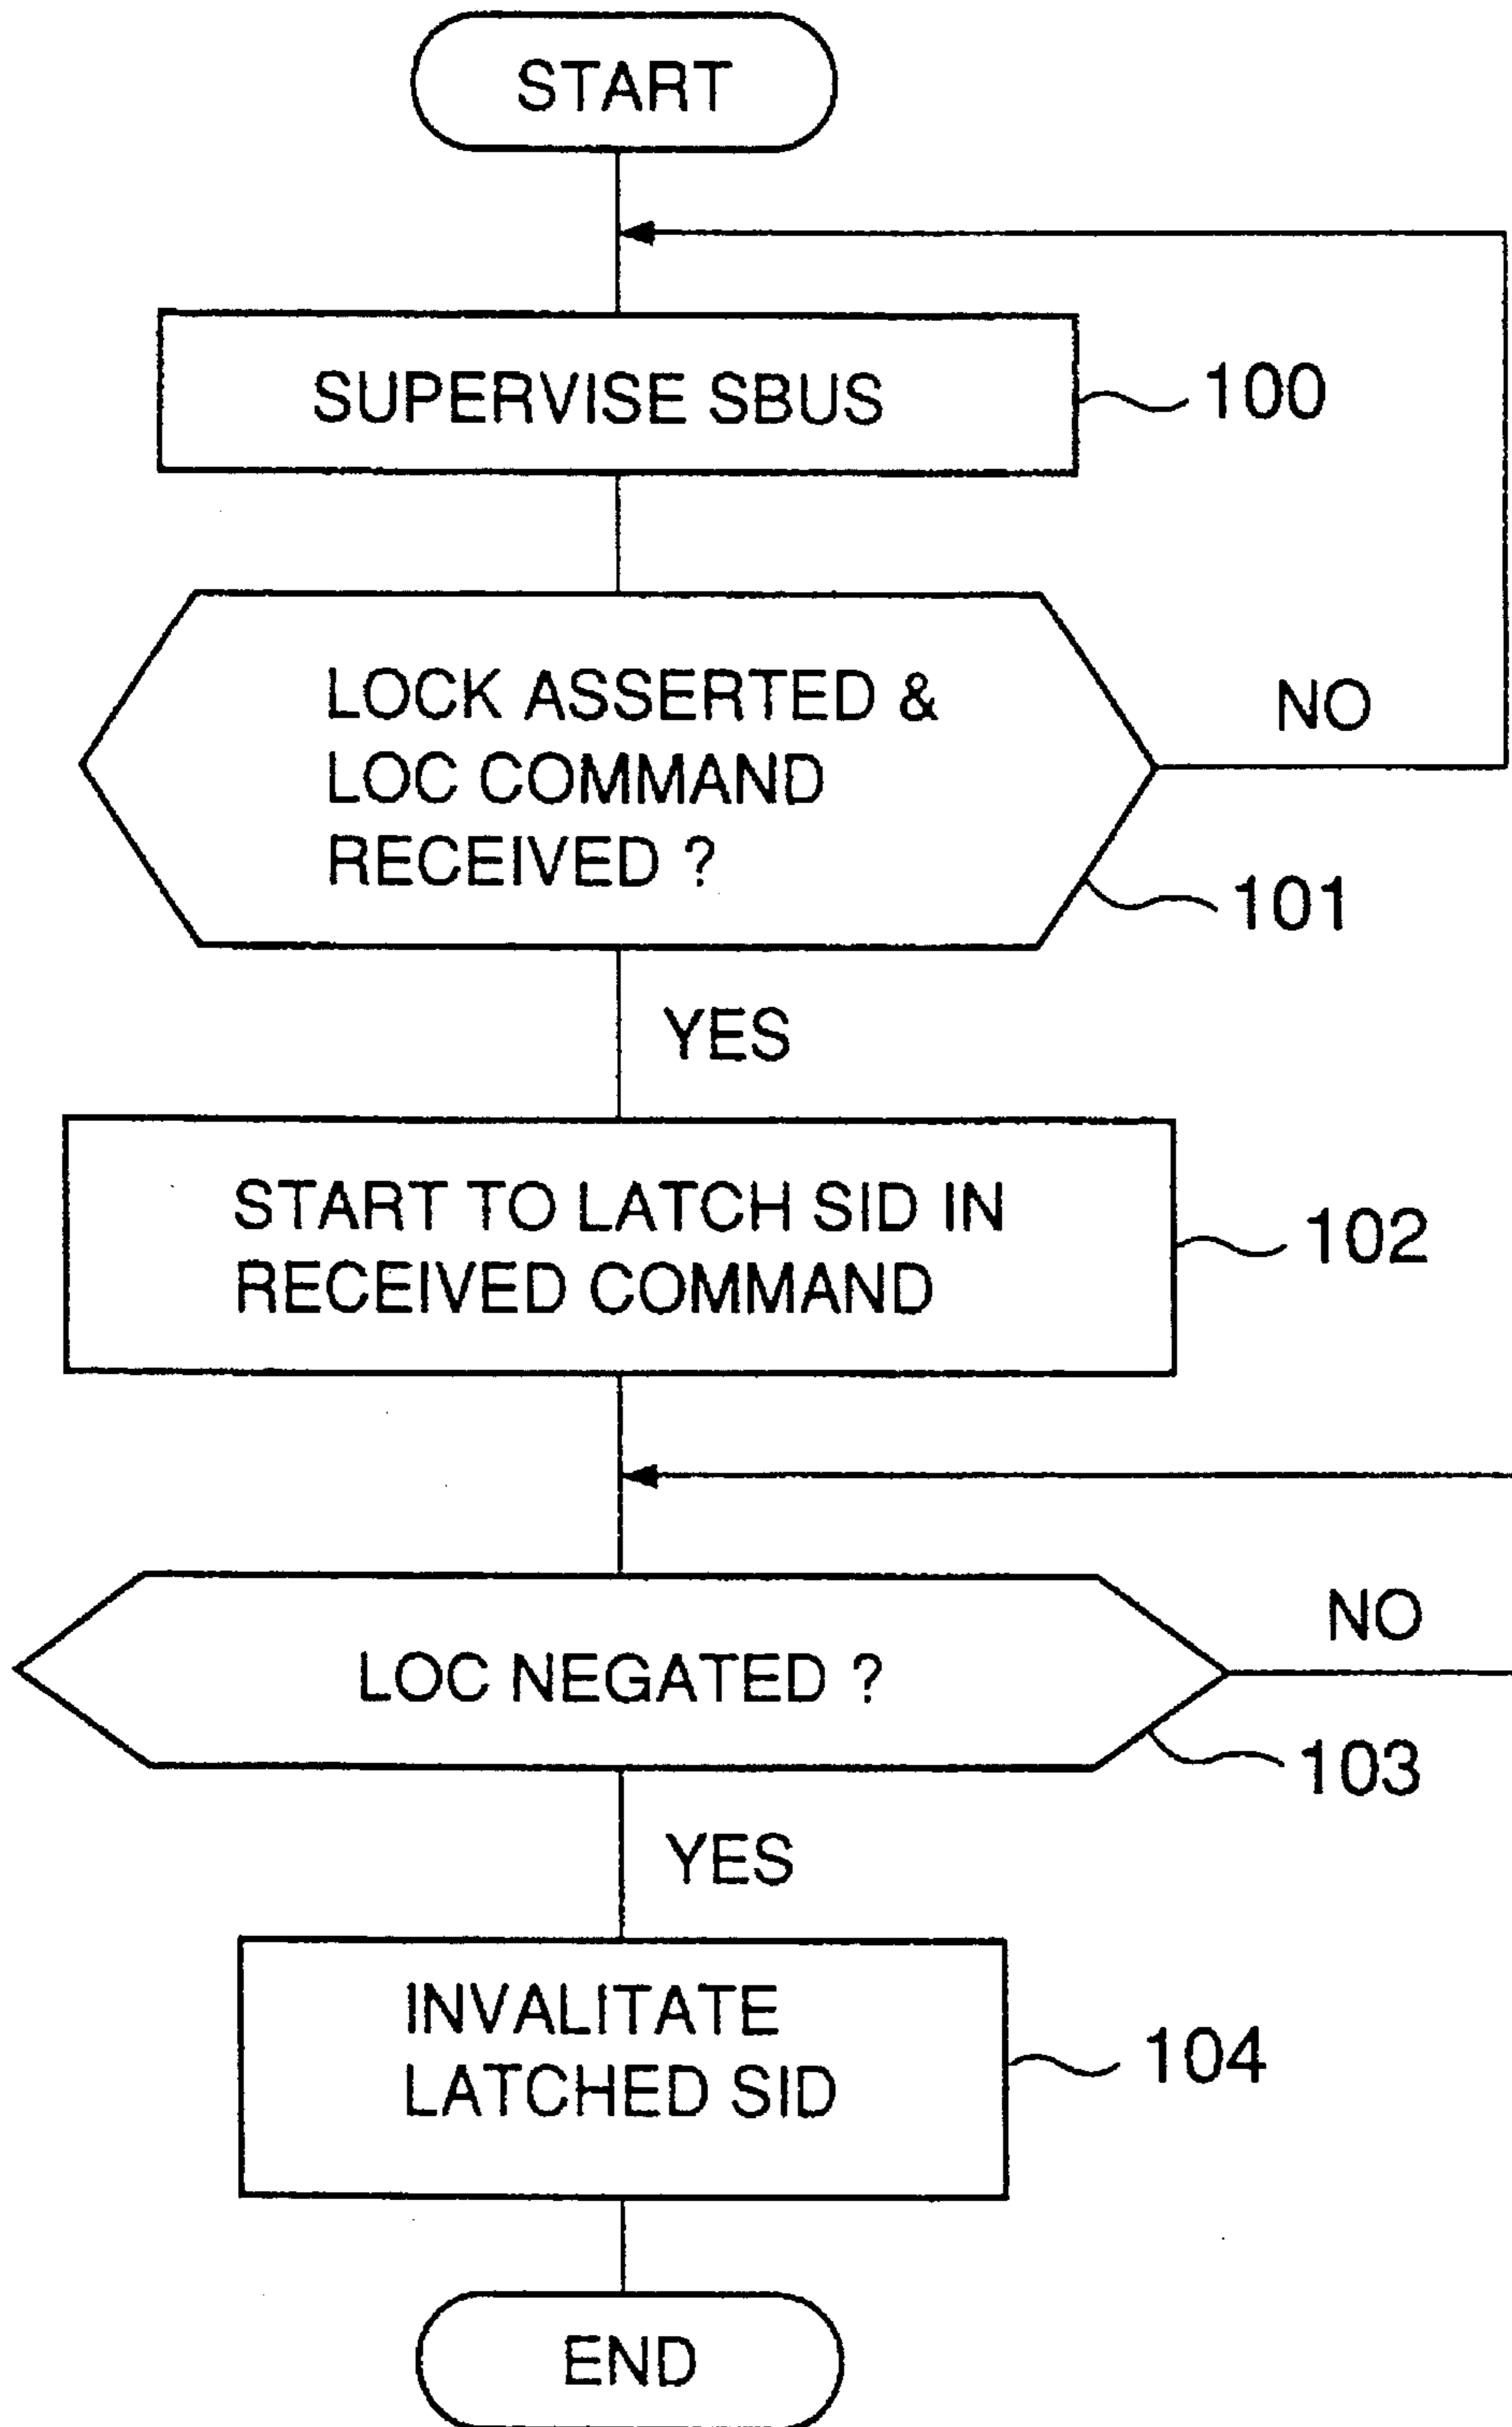 START
SUPERVISE SBUS
100
LOCK ASSERTED &
LOC COMMAND
RECEIVED ?
NO
101
YES
START TO LATCH SID IN
RECEIVED COMMAND
102
LOC NEGATED ?
NO
103
YES
INVALITATE
LATCHED SID
104
END